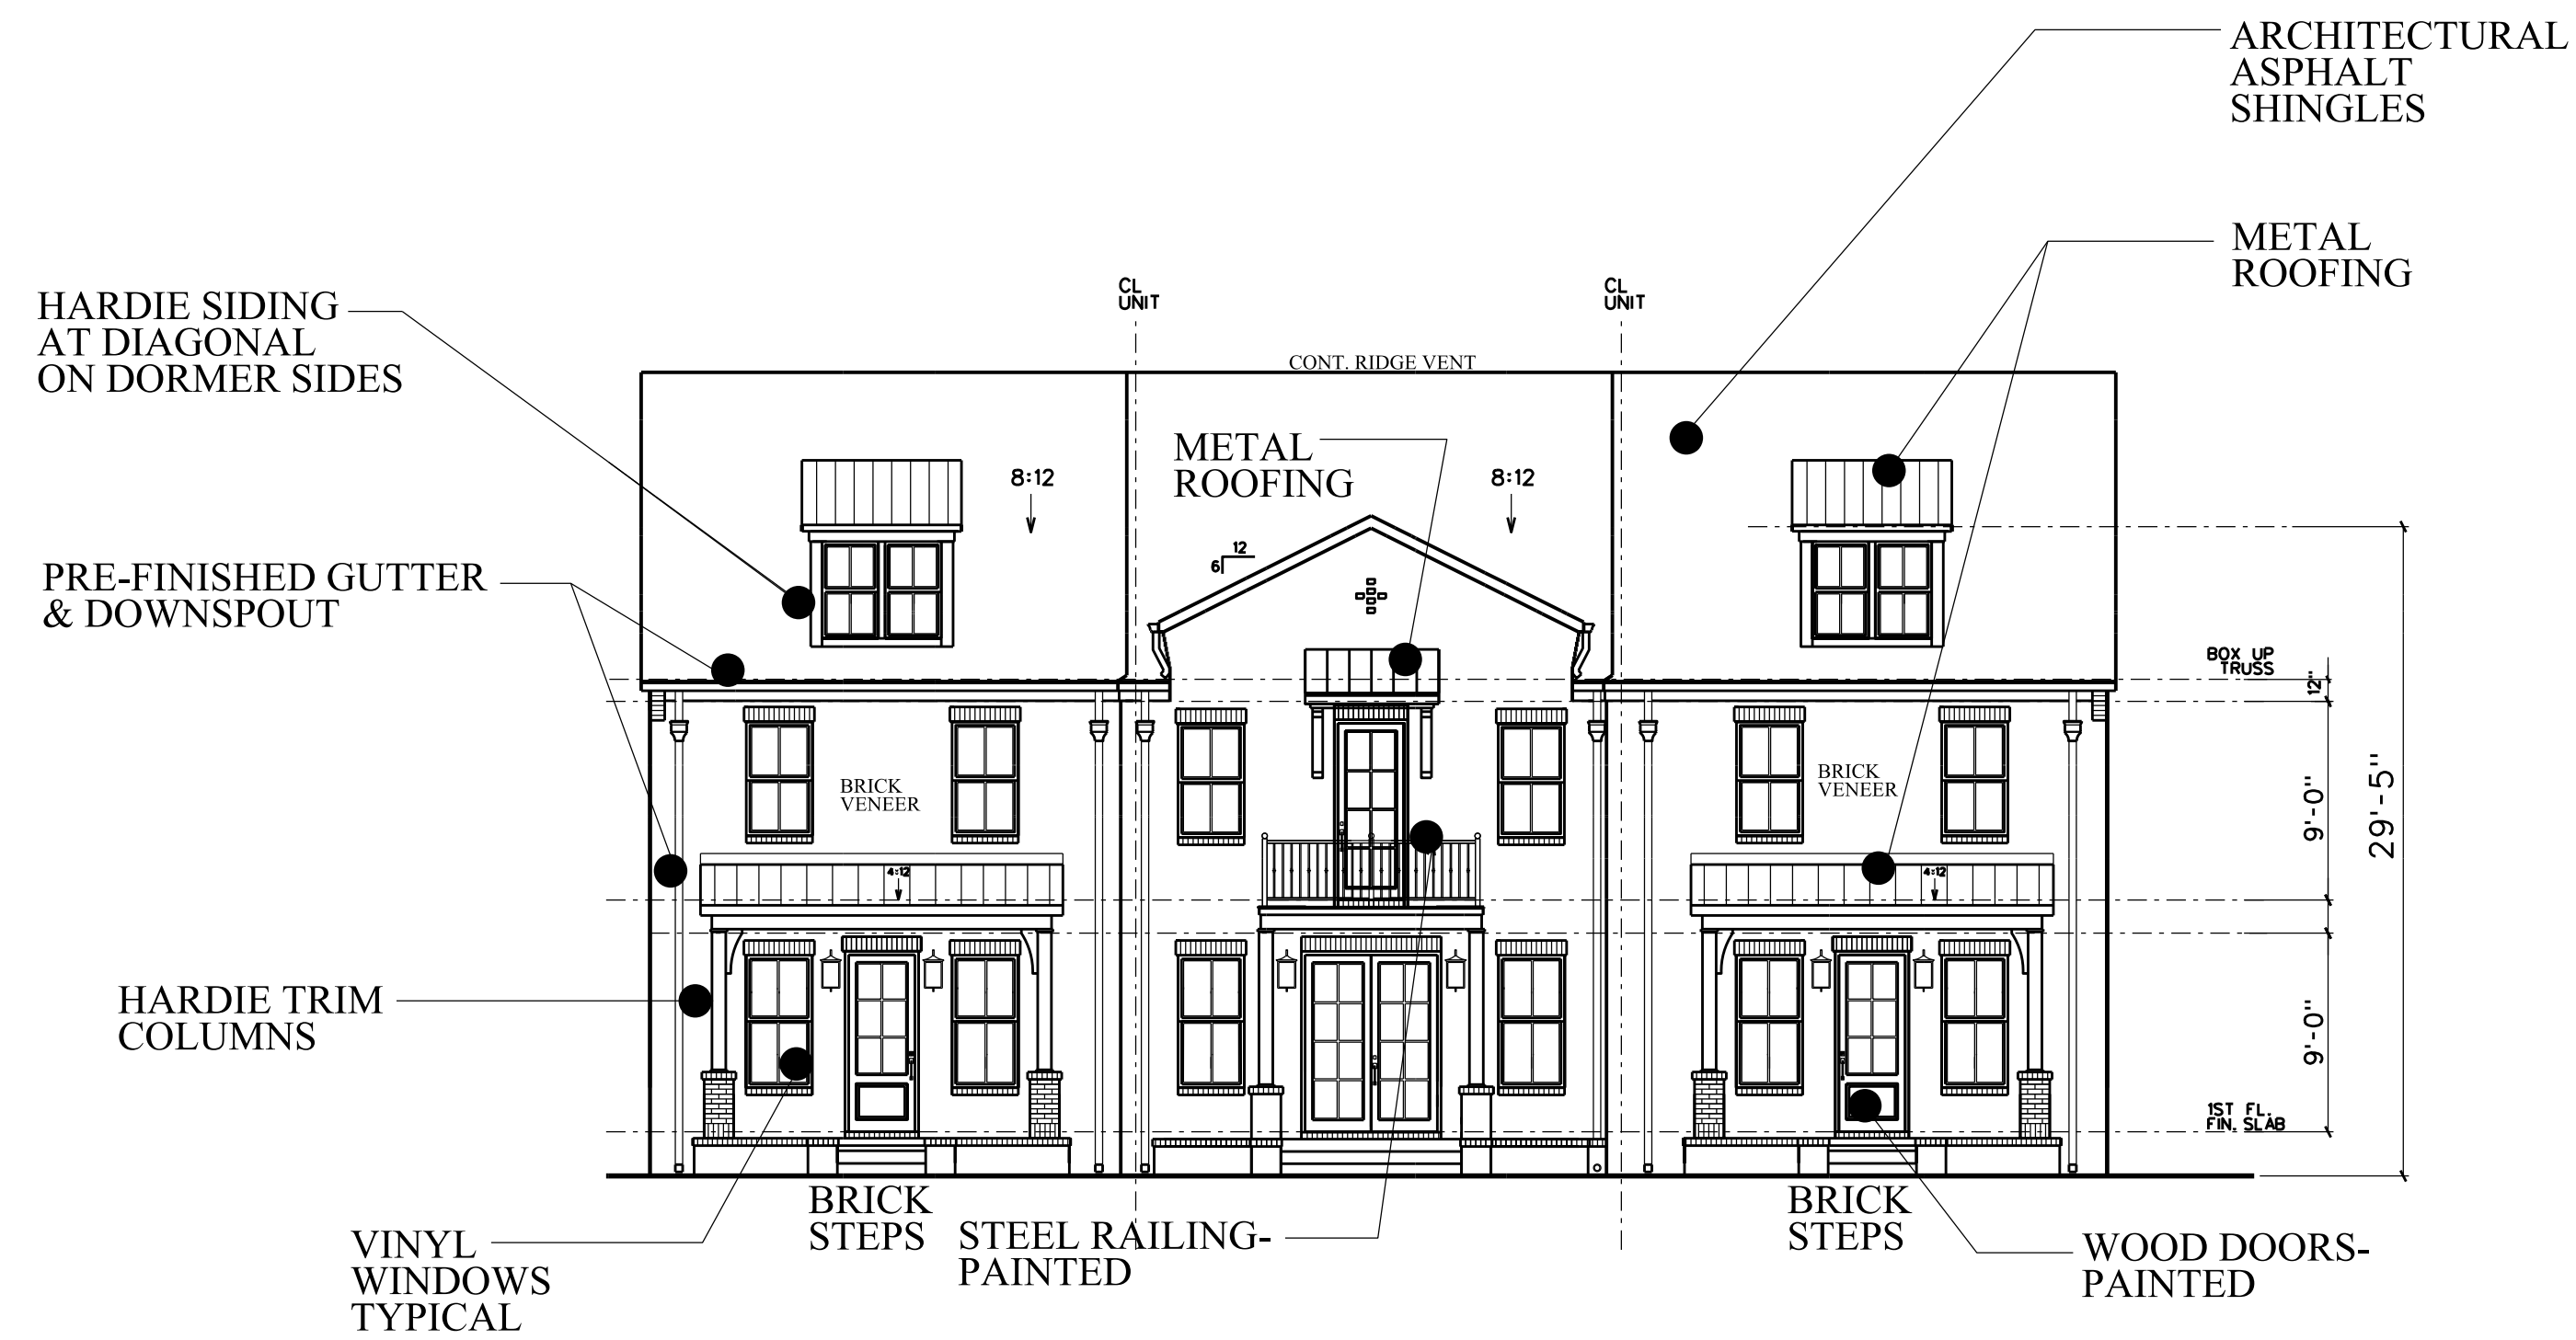 ARCHITECTURAL
ASPHALT
SHINGLES
METAL
ROOFING
HARDIE SIDING
AT DIAGONAL
ON DORMER SIDES
CL
UNIT
CL
UNIT
CONT. RIDGE VENT
METAL
ROOFING
8:12
8:12
12
6
PRE-FINISHED GUTTER
& DOWNSPOUT
BOX UP
TRUSS
12"
BRICK
VENEER
BRICK
VENEER
9'-0"
29'-5"
4:12
4:12
HARDIE TRIM
COLUMNS
9'-0"
1ST FL.
FIN. SLAB
BRICK
STEPS
BRICK
STEPS
VINYL
WINDOWS
TYPICAL
STEEL RAILING-
PAINTED
WOOD DOORS-
PAINTED